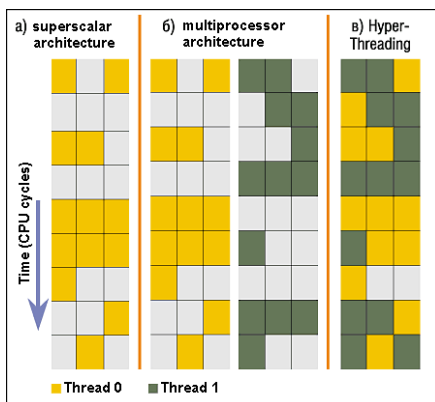 а) superscalar
architecture
б) multiprocessor
architecture
в) Hyper-
Threading
Time (CPU cycles)
Thread 0
Thread 1